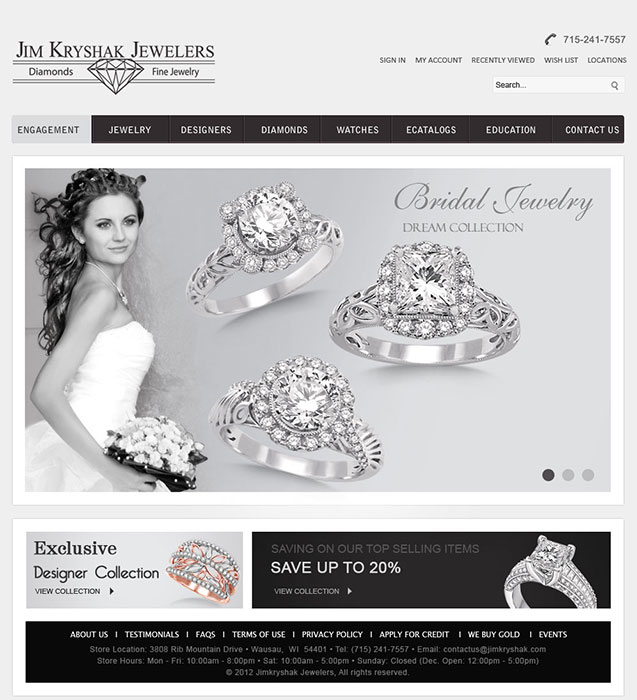 715-241-7557
JIM KRYSHAK JEWELERS
Diamonds Fine Jewelry
SIGN IN MY ACCOUNT RECENTLY VIEWED WISH LIST LOCATIONS
Search...
ENGAGEMENT JEWELRY DESIGNERS DIAMONDS WATCHES ECATALOGS EDUCATION CONTACT US
Bridal Jewelry
DREAM COLLECTION
Exclusive
Designer Collection
VIEW COLLECTION
SAVING ON OUR TOP SELLING ITEMS
SAVE UP TO 20%
VIEW COLLECTION
ABOUT US | TESTIMONIALS | FAQS | TERMS OF USE | PRIVACY POLICY | APPLY FOR CREDIT | WE BUY GOLD | EVENTS
Store Location: 3808 Rib Mountain Drive • Wausau, WI 54401 • Tel: (715) 241-7557 • Email: contactus@jimkryshak.com
Store Hours: Mon - Fri: 10:00am - 8:00pm • Sat: 10:00am - 5:00pm • Sunday: Closed (Dec. Open: 12:00pm - 5:00pm)
© 2012 Jimkryshak Jewelers, All rights reserved.